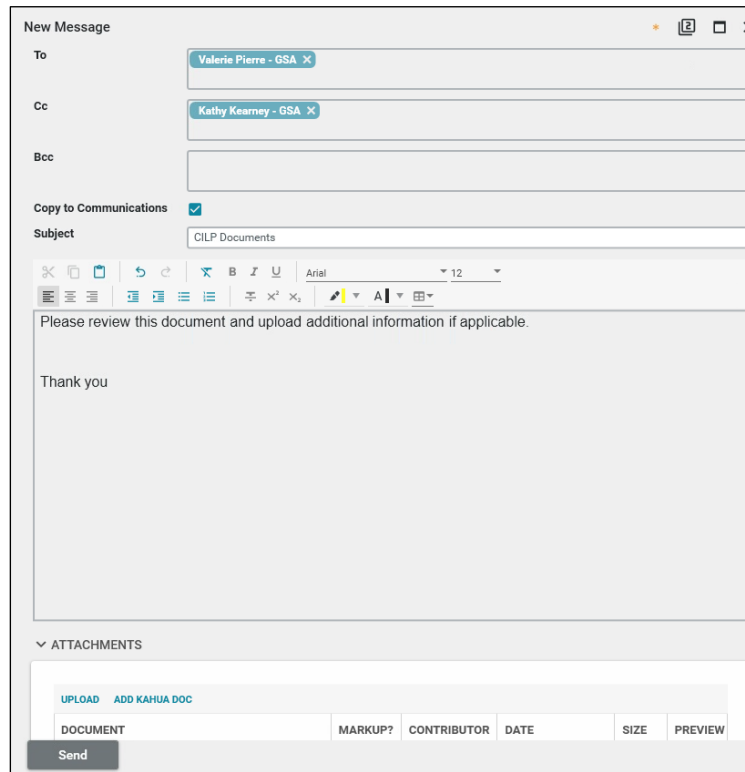 New Message
To
Valerie Pierre - GSA
Cc
Kathy Kearney - GSA
Bcc
Copy to Communications
Subject
CILP Documents
B I U Arial 12
x² x₂ A
Please review this document and upload additional information if applicable.
Thank you
ATTACHMENTS
UPLOAD ADD KAHUA DOC
DOCUMENT MARKUP? CONTRIBUTOR DATE SIZE PREVIEW
Send